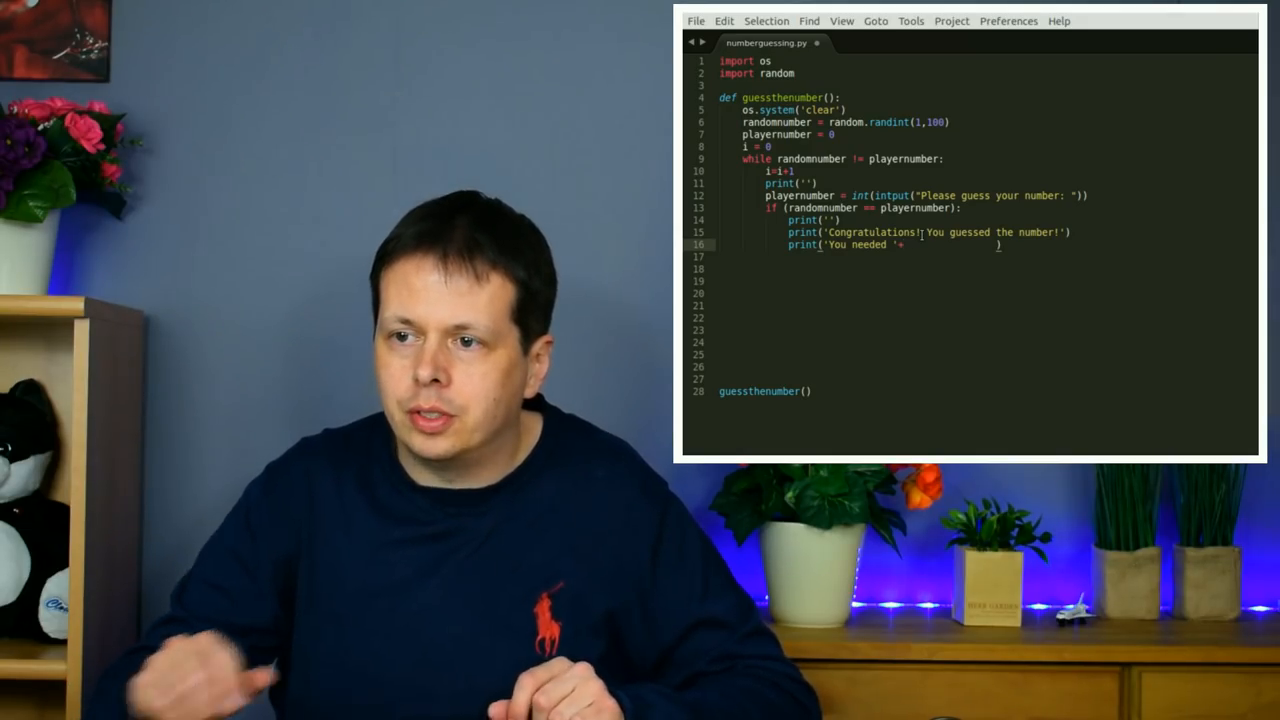 File Edit Selection Find View Goto Tools Project Preferences Help
numberguessing.py
1 import os
2 import random
3
4 def guessthenumber():
5 os.system('clear')
6 randomnumber = random.randint(1,100)
7 playernumber = 0
8 i = 0
9 while randomnumber != playernumber:
10 i=i+1
11 print('')
12 playernumber = int(intput("Please guess your number: "))
13 if (randomnumber == playernumber):
14 print('')
15 print('Congratulations! You guessed the number!')
16 print('You needed '+ )
17
18
19
20
21
22
23
24
25
26
27
28 guessthenumber()
HERB GARDEN